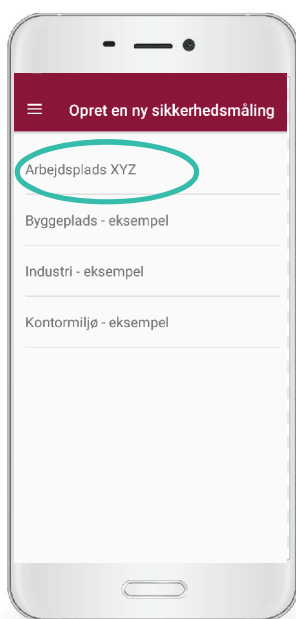 Opret en ny sikkerhedsmåling
Arbejdsplads XYZ
Byggeplads - eksempel
Industri - eksempel
Kontormiljø - eksempel